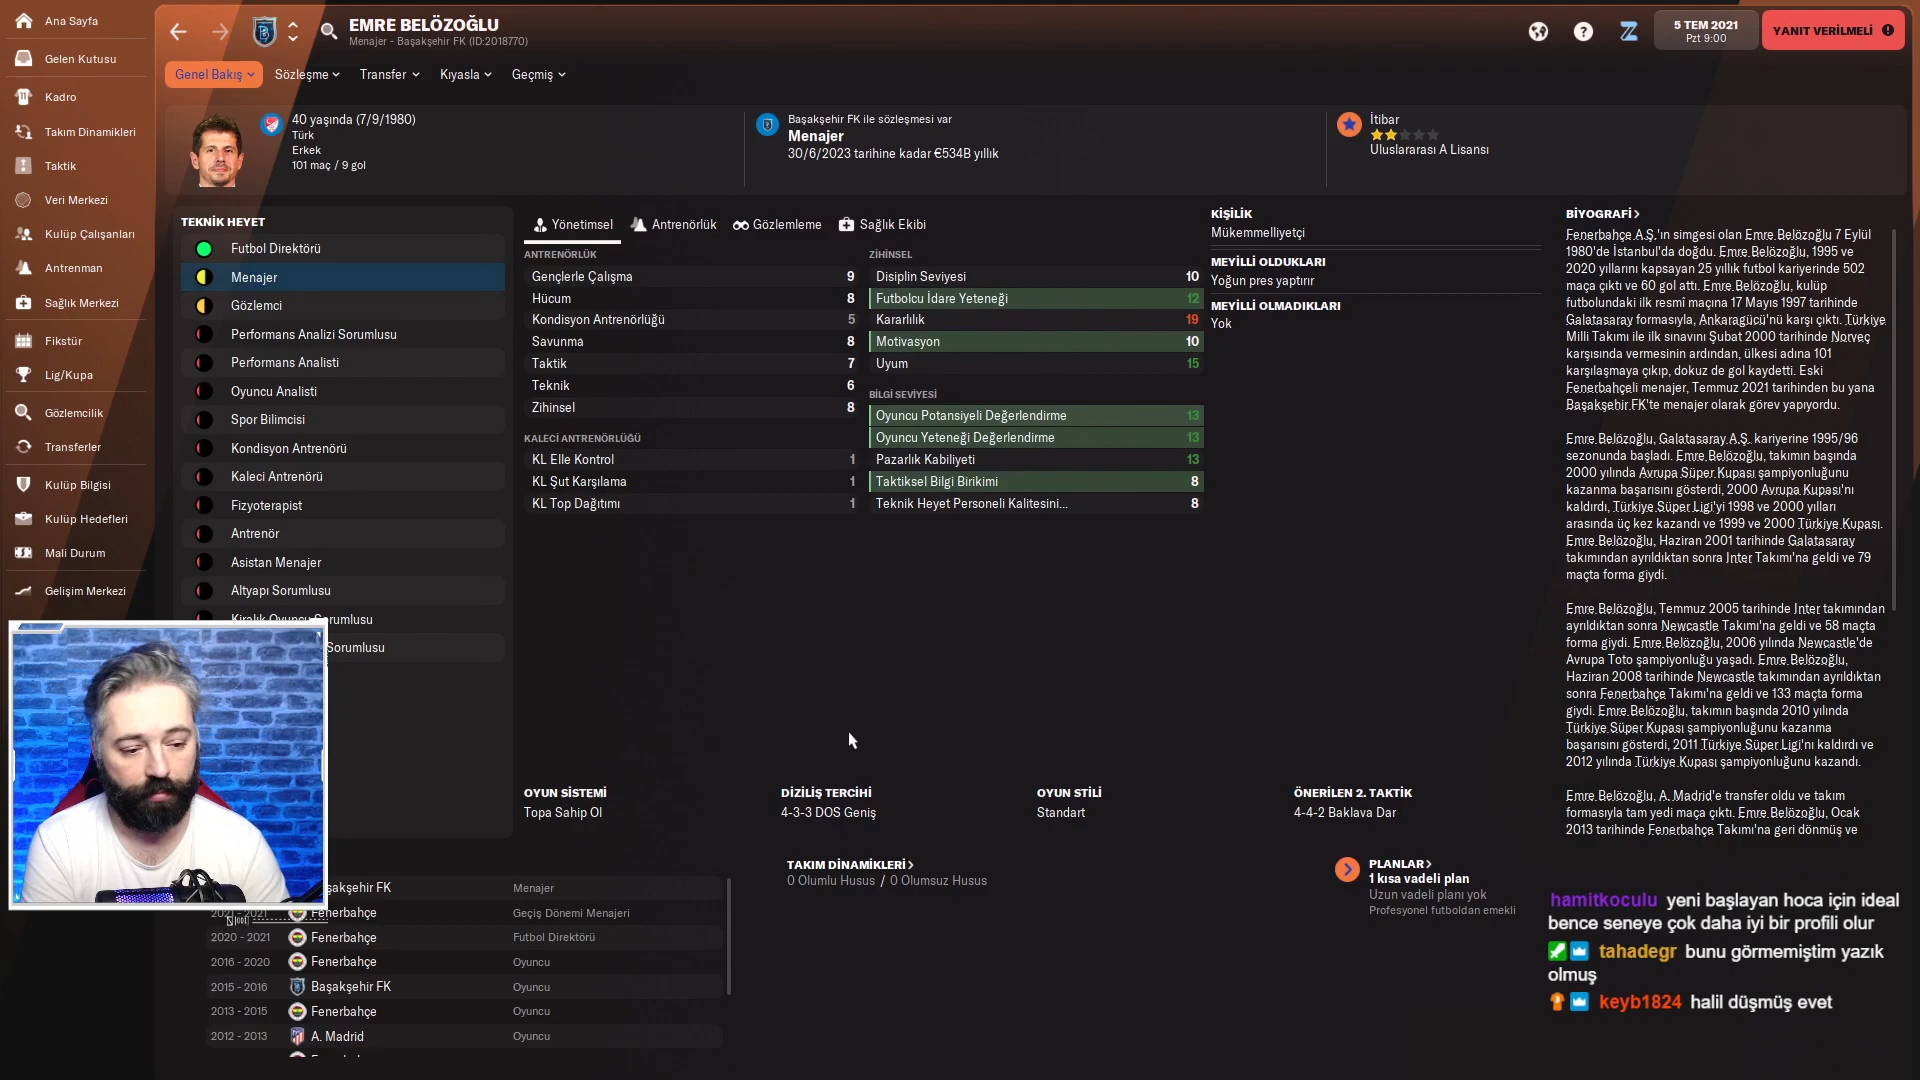 Ana Sayfa
Gelen Kutusu
Kadro
Takım Dinamikleri
Taktik
Veri Merkezi
Kulüp Çalışanları
Antrenman
Sağlık Merkezi
Fikstür
Lig/Kupa
Gözlemcilik
Transferler
Kulüp Bilgisi
Kulüp Hedefleri
Mali Durum
Gelişim Merkezi
EMRE BELÖZOĞLU
Menajer - Başakşehir FK (ID:2018770)
5 TEM 2021
Pzt 9:00
YANIT VERİLMELİ
Genel Bakış
Sözleşme
Transfer
Kıyasla
Geçmiş
40 yaşında (7/9/1980)
Türk
Erkek
101 maç / 9 gol
Başakşehir FK ile sözleşmesi var
Menajer
30/6/2023 tarihine kadar €534B yıllık
İtibar
Uluslararası A Lisansı
TEKNİK HEYET
Futbol Direktörü
Menajer
Gözlemci
Performans Analizi Sorumlusu
Performans Analisti
Oyuncu Analisti
Spor Bilimcisi
Kondisyon Antrenörü
Kaleci Antrenörü
Fizyoterapist
Antrenör
Asistan Menajer
Altyapı Sorumlusu
Kiralık Oyuncu Sorumlusu
Sorumlusu
Yönetimsel
Antrenörlük
Gözlemleme
Sağlık Ekibi
ANTRENÖRLÜK
Gençlerle Çalışma 9
Hücum 8
Kondisyon Antrenörlüğü 5
Savunma 8
Taktik 7
Teknik 6
Zihinsel 8
KALECİ ANTRENÖRLÜĞÜ
KL Elle Kontrol 1
KL Şut Karşılama 1
KL Top Dağıtımı 1
ZİHİNSEL
Disiplin Seviyesi 10
Futbolcu İdare Yeteneği 12
Kararlılık 19
Motivasyon 10
Uyum 15
BİLGİ SEVİYESİ
Oyuncu Potansiyeli Değerlendirme 13
Oyuncu Yeteneği Değerlendirme 13
Pazarlık Kabiliyeti 13
Taktiksel Bilgi Birikimi 8
Teknik Heyet Personeli Kalitesini... 8
KİŞİLİK
Mükemmeliyetçi
MEYİLLİ OLDUKLARI
Yoğun pres yaptırır
MEYİLLİ OLMADIKLARI
Yok
BİYOGRAFİ
Fenerbahçe A.Ş.'ın simgesi olan Emre Belözoğlu 7 Eylül
1980'de İstanbul'da doğdu. Emre Belözoğlu, 1995 ve
2020 yıllarını kapsayan 25 yıllık futbol kariyerinde 502
maça çıktı ve 60 gol attı. Emre Belözoğlu, kulüp
futbolundaki ilk resmî maçına 17 Mayıs 1997 tarihinde
Galatasaray formasıyla, Ankaragücü'nü karşı çıktı. Türkiye
Milli Takımı ile ilk sınavını Şubat 2000 tarihinde Norveç
karşısında vermesinin ardından, ülkesi adına 101
karşılaşmaya çıkıp, dokuz de gol kaydetti. Eski
Fenerbahçeli menajer, Temmuz 2021 tarihinden bu yana
Başakşehir FK'te menajer olarak görev yapıyordu.
Emre Belözoğlu, Galatasaray A.Ş. kariyerine 1995/96
sezonunda başladı. Emre Belözoğlu, takımın başında
2000 yılında Avrupa Süper Kupası şampiyonluğunu
kazanma başarısını gösterdi, 2000 Avrupa Kupası'nı
kaldırdı, Türkiye Süper Ligi'yi 1998 ve 2000 yılları
arasında üç kez kazandı ve 1999 ve 2000 Türkiye Kupası.
Emre Belözoğlu, Haziran 2001 tarihinde Galatasaray
takımından ayrıldıktan sonra Inter Takımı'na geldi ve 79
maçta forma giydi.
Emre Belözoğlu, Temmuz 2005 tarihinde Inter takımından
ayrıldıktan sonra Newcastle Takımı'na geldi ve 58 maçta
forma giydi. Emre Belözoğlu, 2006 yılında Newcastle'de
Avrupa Toto şampiyonluğu yaşadı. Emre Belözoğlu,
Haziran 2008 tarihinde Newcastle takımından ayrıldıktan
sonra Fenerbahçe Takımı'na geldi ve 133 maçta forma
giydi. Emre Belözoğlu, takımın başında 2010 yılında
Türkiye Süper Kupası şampiyonluğunu kazanma
başarısını gösterdi, 2011 Türkiye Süper Ligi'nı kaldırdı ve
2012 yılında Türkiye Kupası şampiyonluğunu kazandı.
Emre Belözoğlu, A. Madrid'e transfer oldu ve takım
formasıyla tam yedi maça çıktı. Emre Belözoğlu, Ocak
2013 tarihinde Fenerbahçe Takımı'na geri dönmüş ve
OYUN SİSTEMİ
Topa Sahip Ol
DİZİLİŞ TERCİHİ
4-3-3 DOS Geniş
OYUN STİLİ
Standart
ÖNERİLEN 2. TAKTİK
4-4-2 Baklava Dar
şakşehir FK Menajer
2021 - 2021 Fenerbahçe Geçiş Dönemi Menajeri
2020 - 2021 Fenerbahçe Futbol Direktörü
2016 - 2020 Fenerbahçe Oyuncu
2015 - 2016 Başakşehir FK Oyuncu
2013 - 2015 Fenerbahçe Oyuncu
2012 - 2013 A. Madrid Oyuncu
TAKIM DİNAMİKLERİ
0 Olumlu Husus / 0 Olumsuz Husus
PLANLAR
1 kısa vadeli plan
Uzun vadeli planı yok
Profesyonel futboldan emekli
hamitkoculu yeni başlayan hoca için ideal
bence seneye çok daha iyi bir profili olur
tahadegr bunu görmemiştim yazık
olmuş
keyb1824 halil düşmüş evet